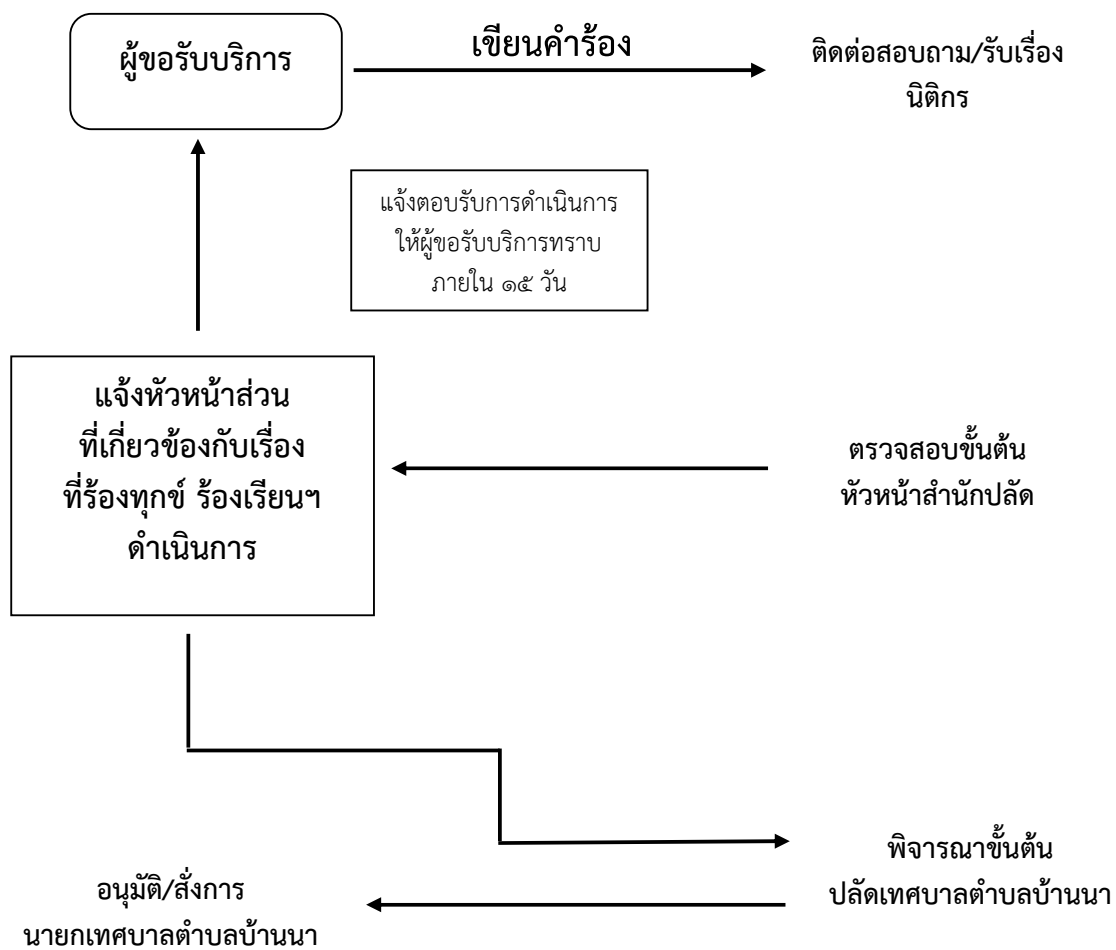 ผู้ขอรับบริการ
เขียนคำร้อง
ติดต่อสอบถาม/รับเรื่อง
นิติกร
แจ้งตอบรับการดำเนินการ
ให้ผู้ขอรับบริการทราบ
ภายใน ๑๕ วัน
แจ้งหัวหน้าส่วน
ที่เกี่ยวข้องกับเรื่อง
ที่ร้องทุกข์ ร้องเรียนฯ
ดำเนินการ
ตรวจสอบขั้นต้น
หัวหน้าสำนักปลัด
พิจารณาขั้นต้น
ปลัดเทศบาลตำบลบ้านนา
อนุมัติ/สั่งการ
นายกเทศบาลตำบลบ้านนา